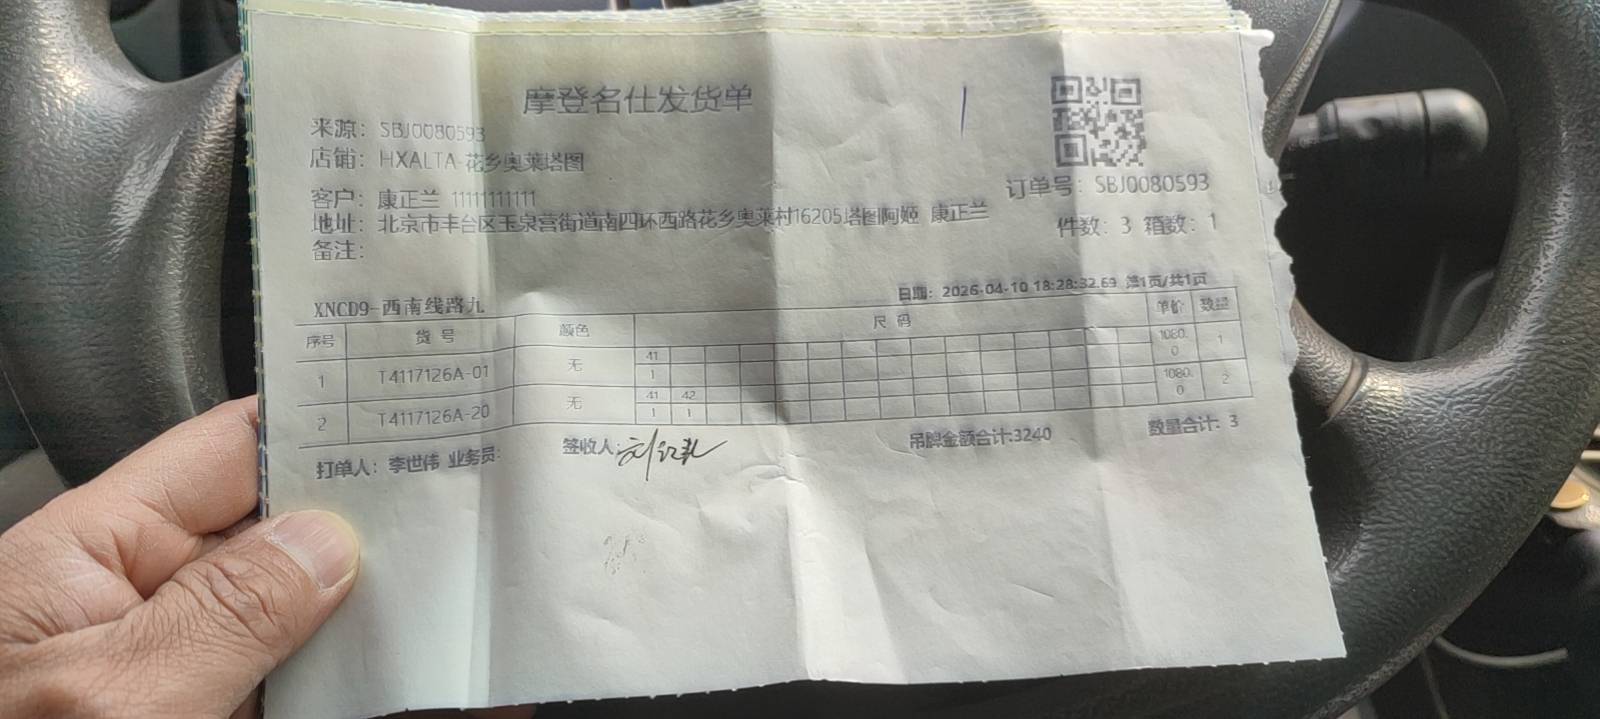 摩登名仕发货单
来源: SBJ0080593
店铺: HXALTA-花乡奥莱塔图
客户: 康正兰 11111111111
订单号: SBJ0080593
地址: 北京市丰台区玉泉营街道南四环西路花乡奥莱村16205塔图阿姬 康正兰
件数: 3 箱数: 1
备注:
XNCD9-西南线路九
日期: 2026-04-10 18:28:32.69 第1页/共1页
序号 货号 颜色 尺码 单价 数量
1 T4117126A-01 无 41 1080.0 1
1
2 T4117126A-20 无 41 42 1080.0 2
1 1
打单人: 李世伟 业务员: 签收人: 吊牌金额合计:3240 数量合计: 3